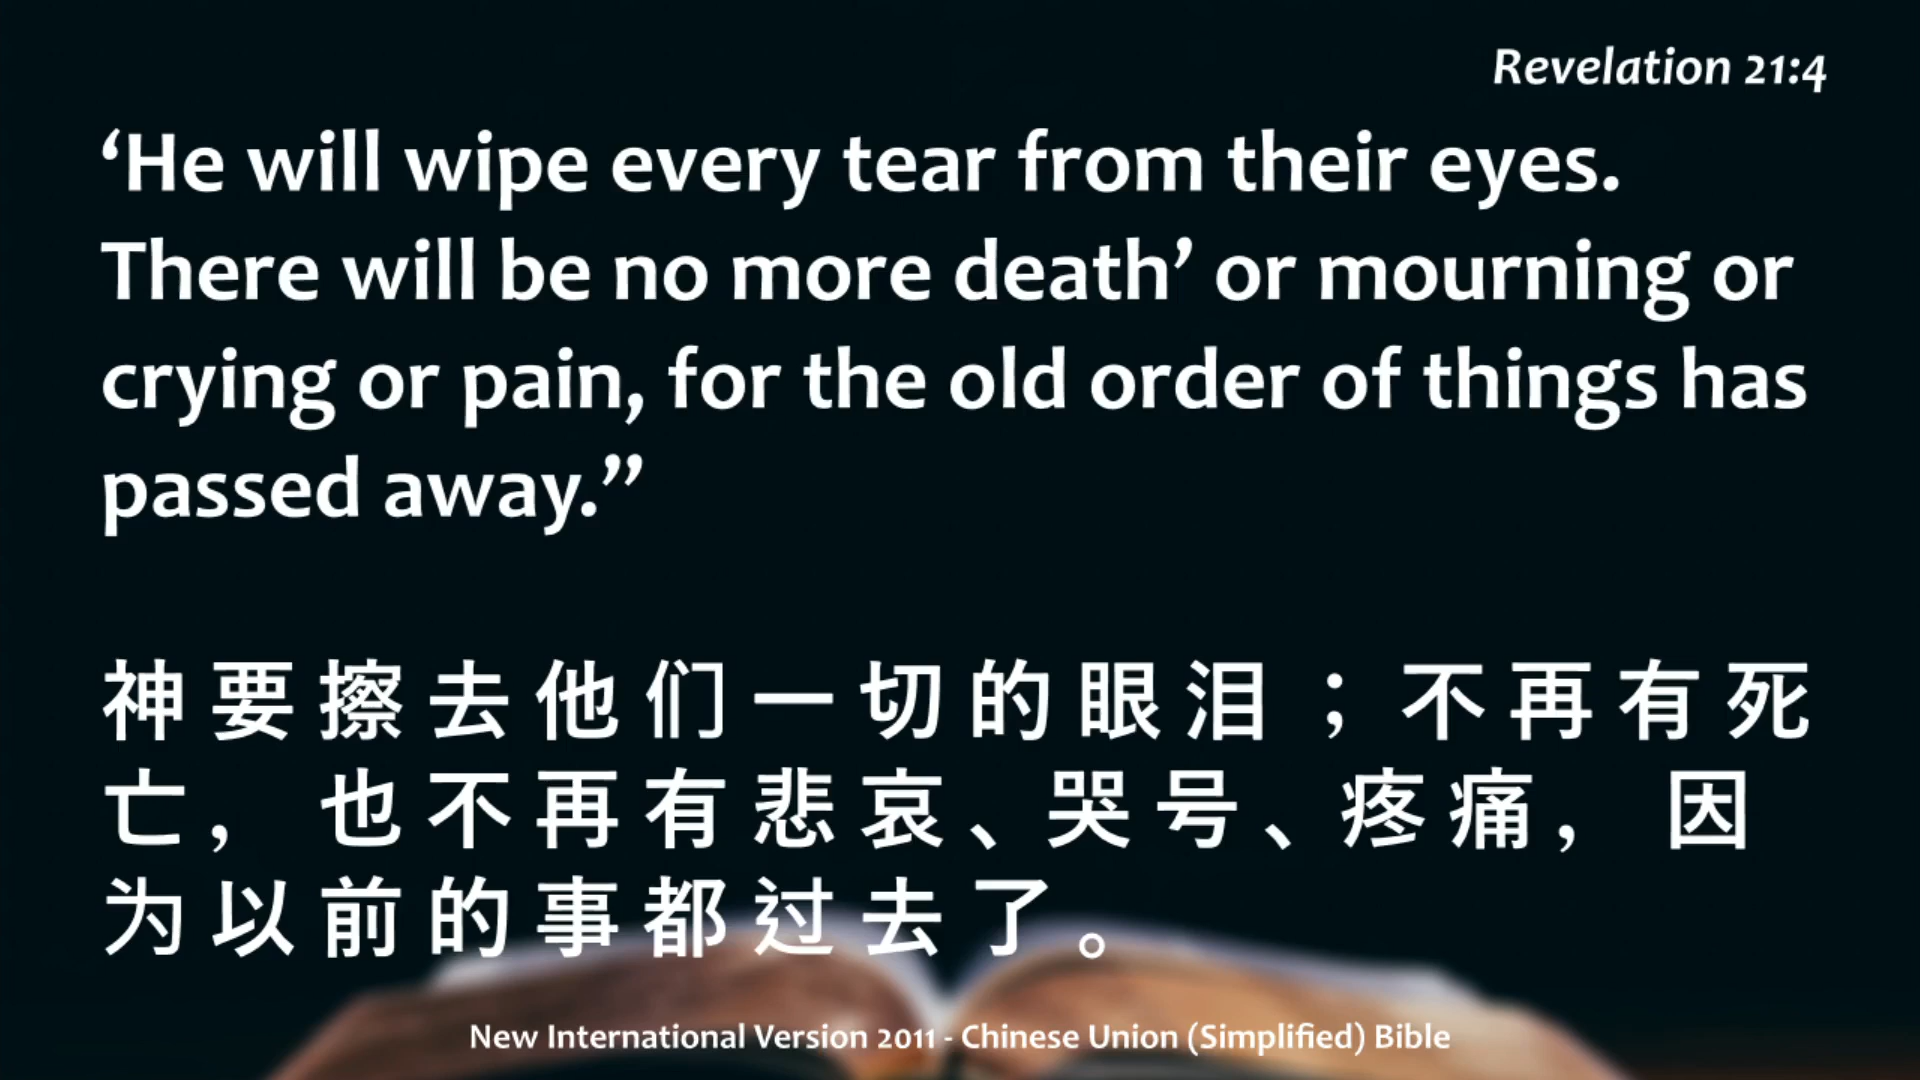 Revelation 21:4
‘He will wipe every tear from their eyes.
There will be no more death’ or mourning or
crying or pain, for the old order of things has
passed away.”
神要擦去他们一切的眼泪；不再有死
亡，也不再有悲哀、哭号、疼痛，因
为以前的事都过去了。
New International Version 2011 - Chinese Union (Simplified) Bible